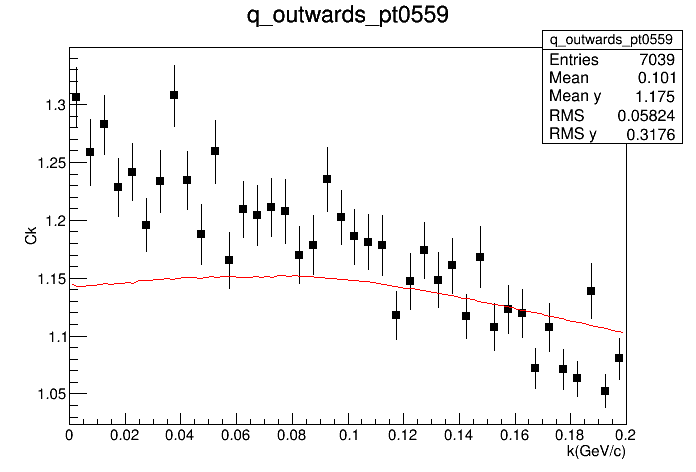 q_outwards_pt0559
q_outwards_pt0559
Entries 7039
Mean 0.101
Mean y 1.175
RMS 0.05824
RMS y 0.3176
Ck
1.3
1.25
1.2
1.15
1.1
1.05
0 0.02 0.04 0.06 0.08 0.1 0.12 0.14 0.16 0.18 0.2
k(GeV/c)